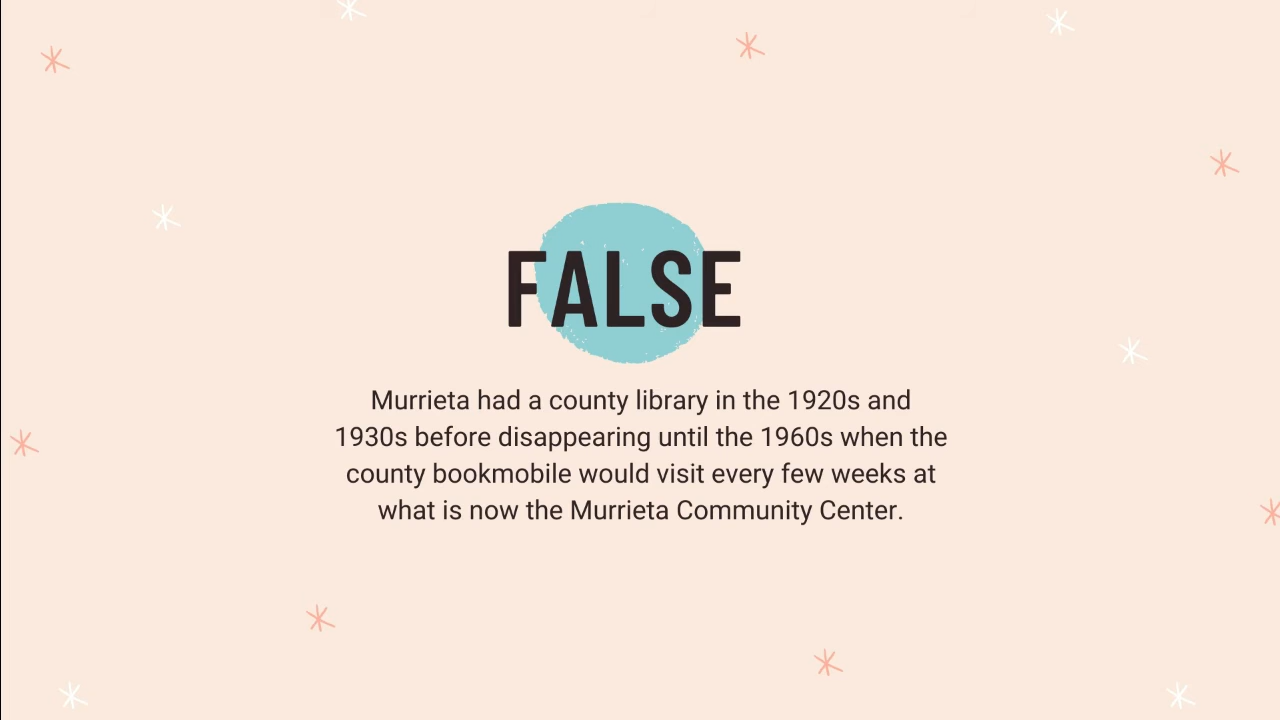 FALSE
Murrieta had a county library in the 1920s and
1930s before disappearing until the 1960s when the
county bookmobile would visit every few weeks at
what is now the Murrieta Community Center.